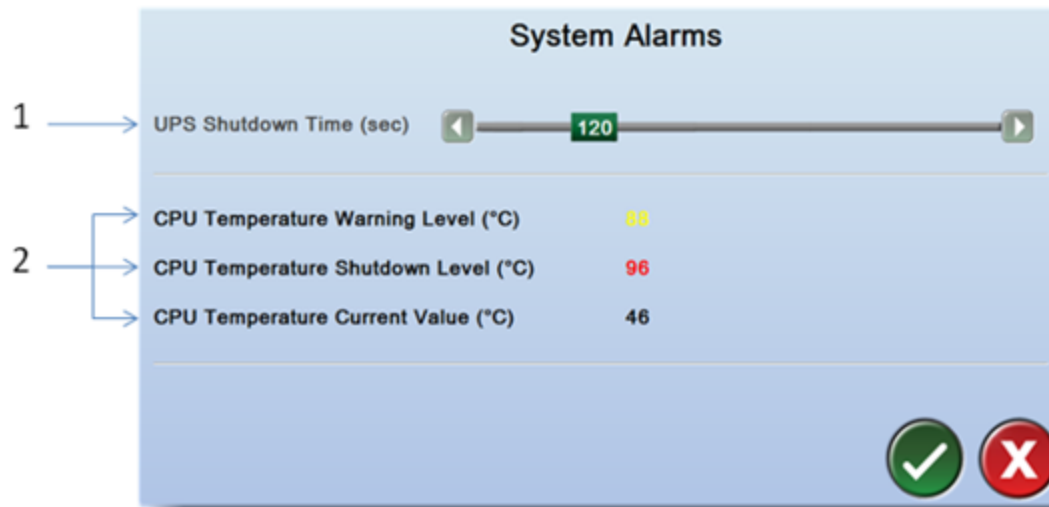 System Alarms
1 UPS Shutdown Time (sec) 120
CPU Temperature Warning Level (°C) 88
2 CPU Temperature Shutdown Level (°C) 96
CPU Temperature Current Value (°C) 46